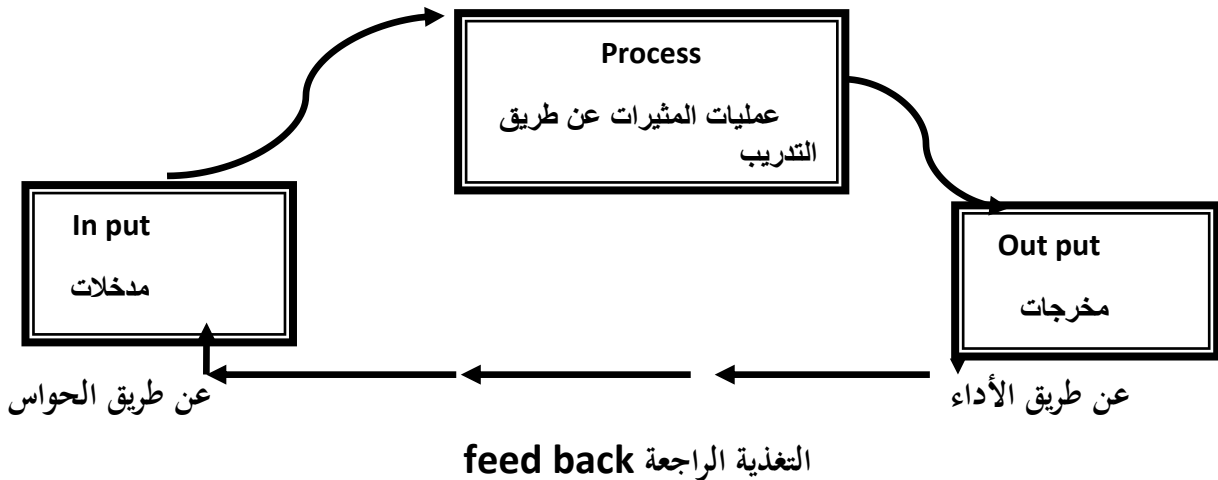 Process
عمليات المثيرات عن طريق
التدريب
In put
مدخلات
Out put
مخرجات
عن طريق الحواس
عن طريق الأداء
التغذية الراجعة feed back